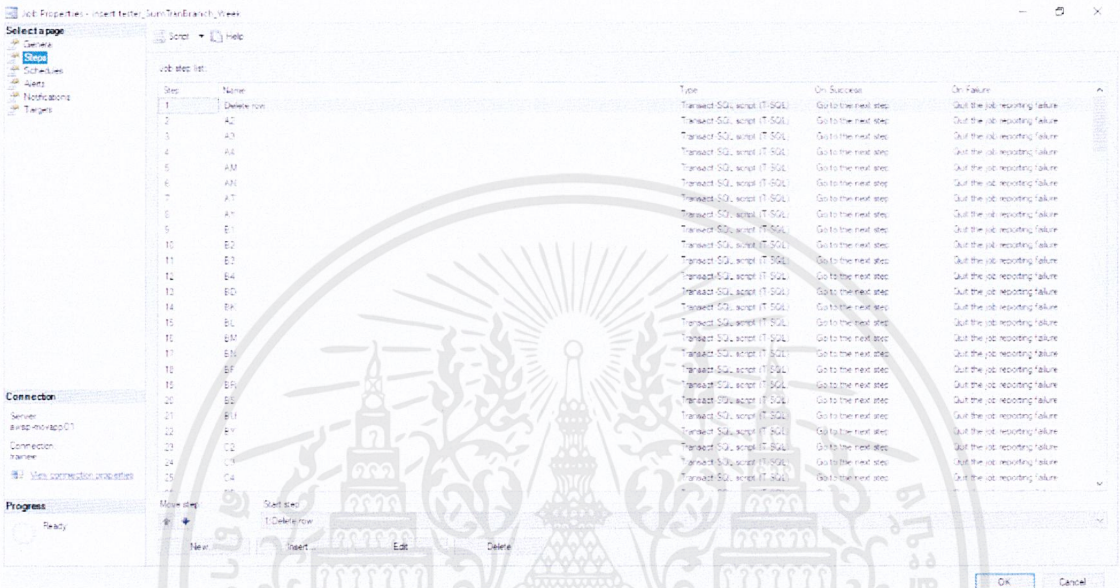 Job Properties - insert tester_SumTranBranch_Week
Select a page
General
Steps
Schedules
Alerts
Notifications
Targets
Script Help
Job step list:
Step Name Type On Success On Failure
1 Delete row Transact-SQL script (T-SQL) Go to the next step Quit the job reporting failure
2 A2 Transact-SQL script (T-SQL) Go to the next step Quit the job reporting failure
3 Transact-SQL script (T-SQL) Go to the next step Quit the job reporting failure
4 Transact-SQL script (T-SQL) Go to the next step Quit the job reporting failure
5 AM Transact-SQL script (T-SQL) Go to the next step Quit the job reporting failure
6 AN Transact-SQL script (T-SQL) Go to the next step Quit the job reporting failure
7 AT Transact-SQL script (T-SQL) Go to the next step Quit the job reporting failure
8 Transact-SQL script (T-SQL) Go to the next step Quit the job reporting failure
9 B1 Transact-SQL script (T-SQL) Go to the next step Quit the job reporting failure
10 B2 Transact-SQL script (T-SQL) Go to the next step Quit the job reporting failure
11 B3 Transact-SQL script (T-SQL) Go to the next step Quit the job reporting failure
12 B4 Transact-SQL script (T-SQL) Go to the next step Quit the job reporting failure
13 BD Transact-SQL script (T-SQL) Go to the next step Quit the job reporting failure
14 BK Transact-SQL script (T-SQL) Go to the next step Quit the job reporting failure
15 BL Transact-SQL script (T-SQL) Go to the next step Quit the job reporting failure
16 BM Transact-SQL script (T-SQL) Go to the next step Quit the job reporting failure
17 BN Transact-SQL script (T-SQL) Go to the next step Quit the job reporting failure
18 Transact-SQL script (T-SQL) Go to the next step Quit the job reporting failure
19 Transact-SQL script (T-SQL) Go to the next step Quit the job reporting failure
20 Transact-SQL script (T-SQL) Go to the next step Quit the job reporting failure
21 BU Transact-SQL script (T-SQL) Go to the next step Quit the job reporting failure
22 Transact-SQL script (T-SQL) Go to the next step Quit the job reporting failure
23 C2 Transact-SQL script (T-SQL) Go to the next step Quit the job reporting failure
24 C3 Transact-SQL script (T-SQL) Go to the next step Quit the job reporting failure
25 C4 Transact-SQL script (T-SQL) Go to the next step Quit the job reporting failure
Connection
Server:
Connection:
trainee
View connection properties
Progress
Ready
Move step: Start step:
1:Delete row
New... Insert... Edit Delete
OK Cancel